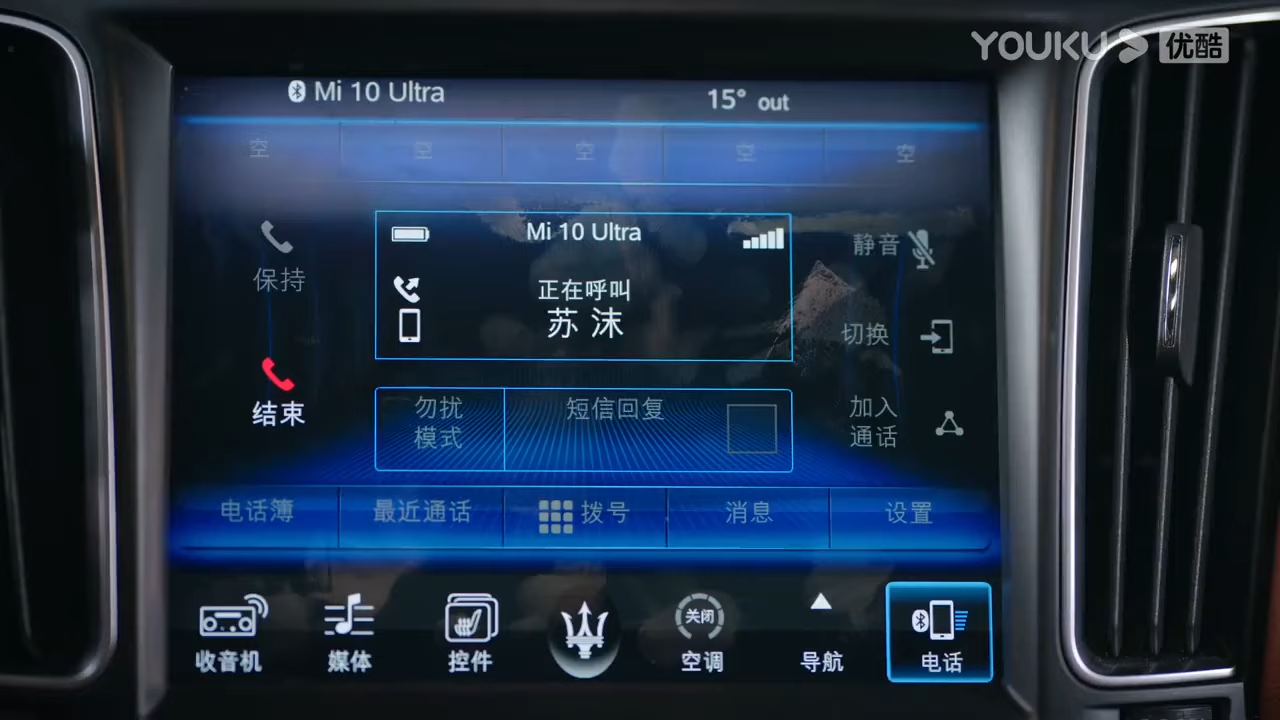 YOUKU 优酷
Mi 10 Ultra
15° out
空 空 空 空 空
Mi 10 Ultra
保持
静音
正在呼叫
苏沫
切换
结束
勿扰
模式
短信回复
加入
通话
电话簿 最近通话 拨号 消息 设置
关闭
收音机 媒体 控件 空调 导航 电话